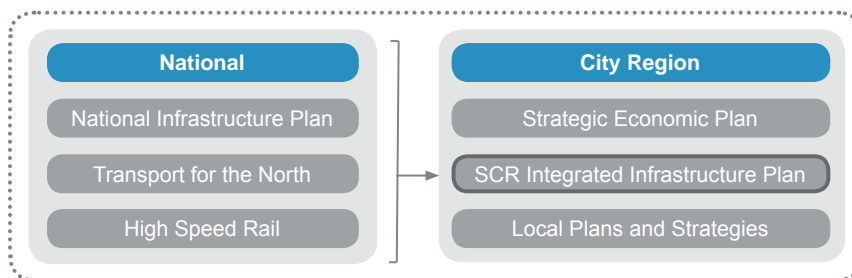 National
National Infrastructure Plan
Transport for the North
High Speed Rail
City Region
Strategic Economic Plan
SCR Integrated Infrastructure Plan
Local Plans and Strategies